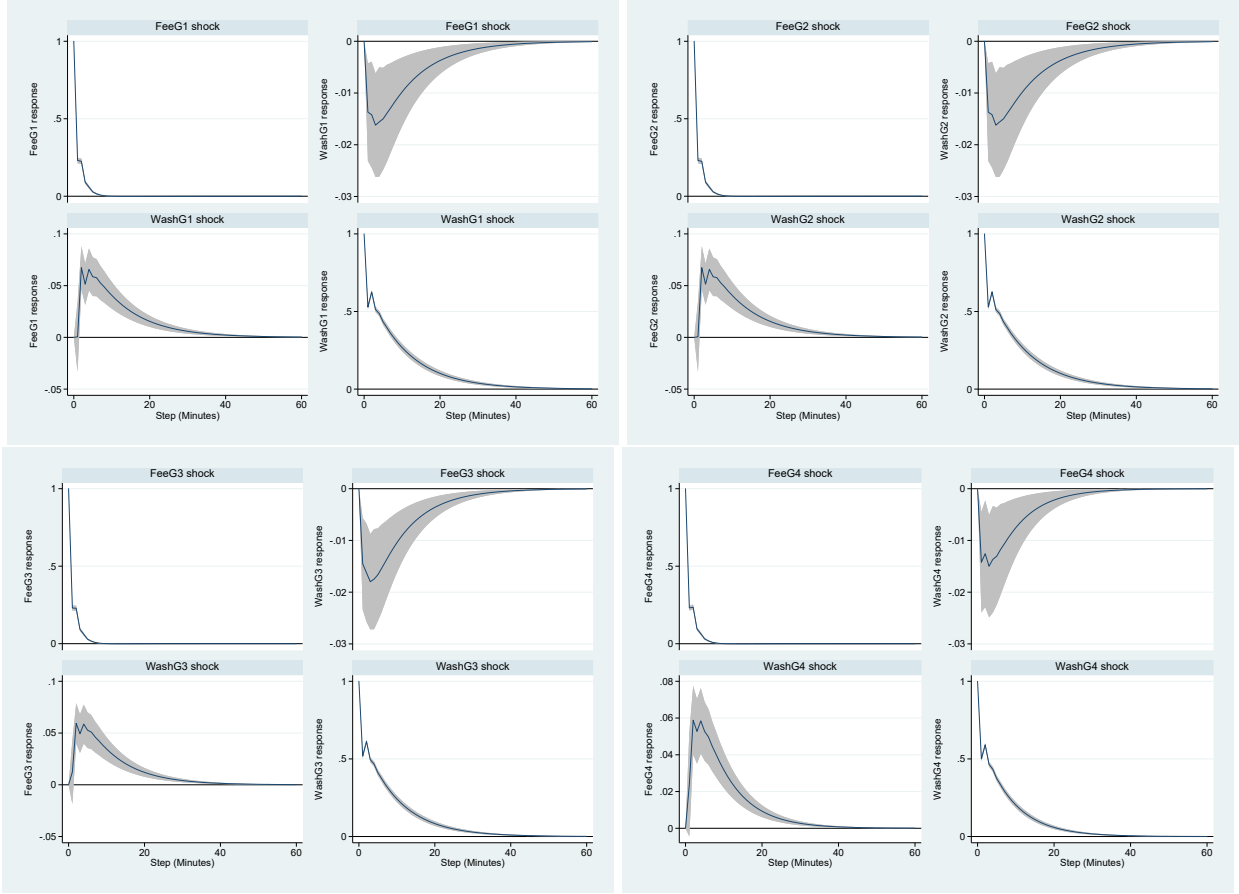 FeeG1 shock
FeeG1 shock
FeeG1 response
1
.5
0
WashG1 response
0
-.01
-.02
-.03
WashG1 shock
WashG1 shock
FeeG1 response
.1
.05
0
-.05
WashG1 response
1
.5
0
0 20 40 60
0 20 40 60
Step (Minutes)
Step (Minutes)
FeeG2 shock
FeeG2 shock
FeeG2 response
1
.5
0
WashG2 response
0
-.01
-.02
-.03
WashG2 shock
WashG2 shock
FeeG2 response
.1
.05
0
-.05
WashG2 response
1
.5
0
0 20 40 60
0 20 40 60
Step (Minutes)
Step (Minutes)
FeeG3 shock
FeeG3 shock
FeeG3 response
1
.5
0
WashG3 response
0
-.01
-.02
-.03
WashG3 shock
WashG3 shock
FeeG3 response
.1
.05
0
-.05
WashG3 response
1
.5
0
0 20 40 60
0 20 40 60
Step (Minutes)
Step (Minutes)
FeeG4 shock
FeeG4 shock
FeeG4 response
1
.5
0
WashG4 response
0
-.01
-.02
-.03
WashG4 shock
WashG4 shock
FeeG4 response
.08
.06
.04
.02
0
WashG4 response
1
.5
0
0 20 40 60
0 20 40 60
Step (Minutes)
Step (Minutes)